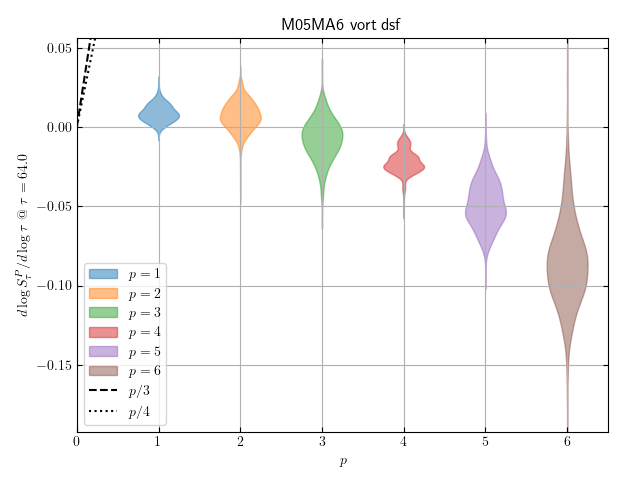 M05MA6 vort dsf
d log S_τ^P / d log τ @ τ = 64.0
0.05
0.00
−0.05
−0.10
−0.15
p = 1
p = 2
p = 3
p = 4
p = 5
p = 6
p/3
p/4
0 1 2 3 4 5 6
p